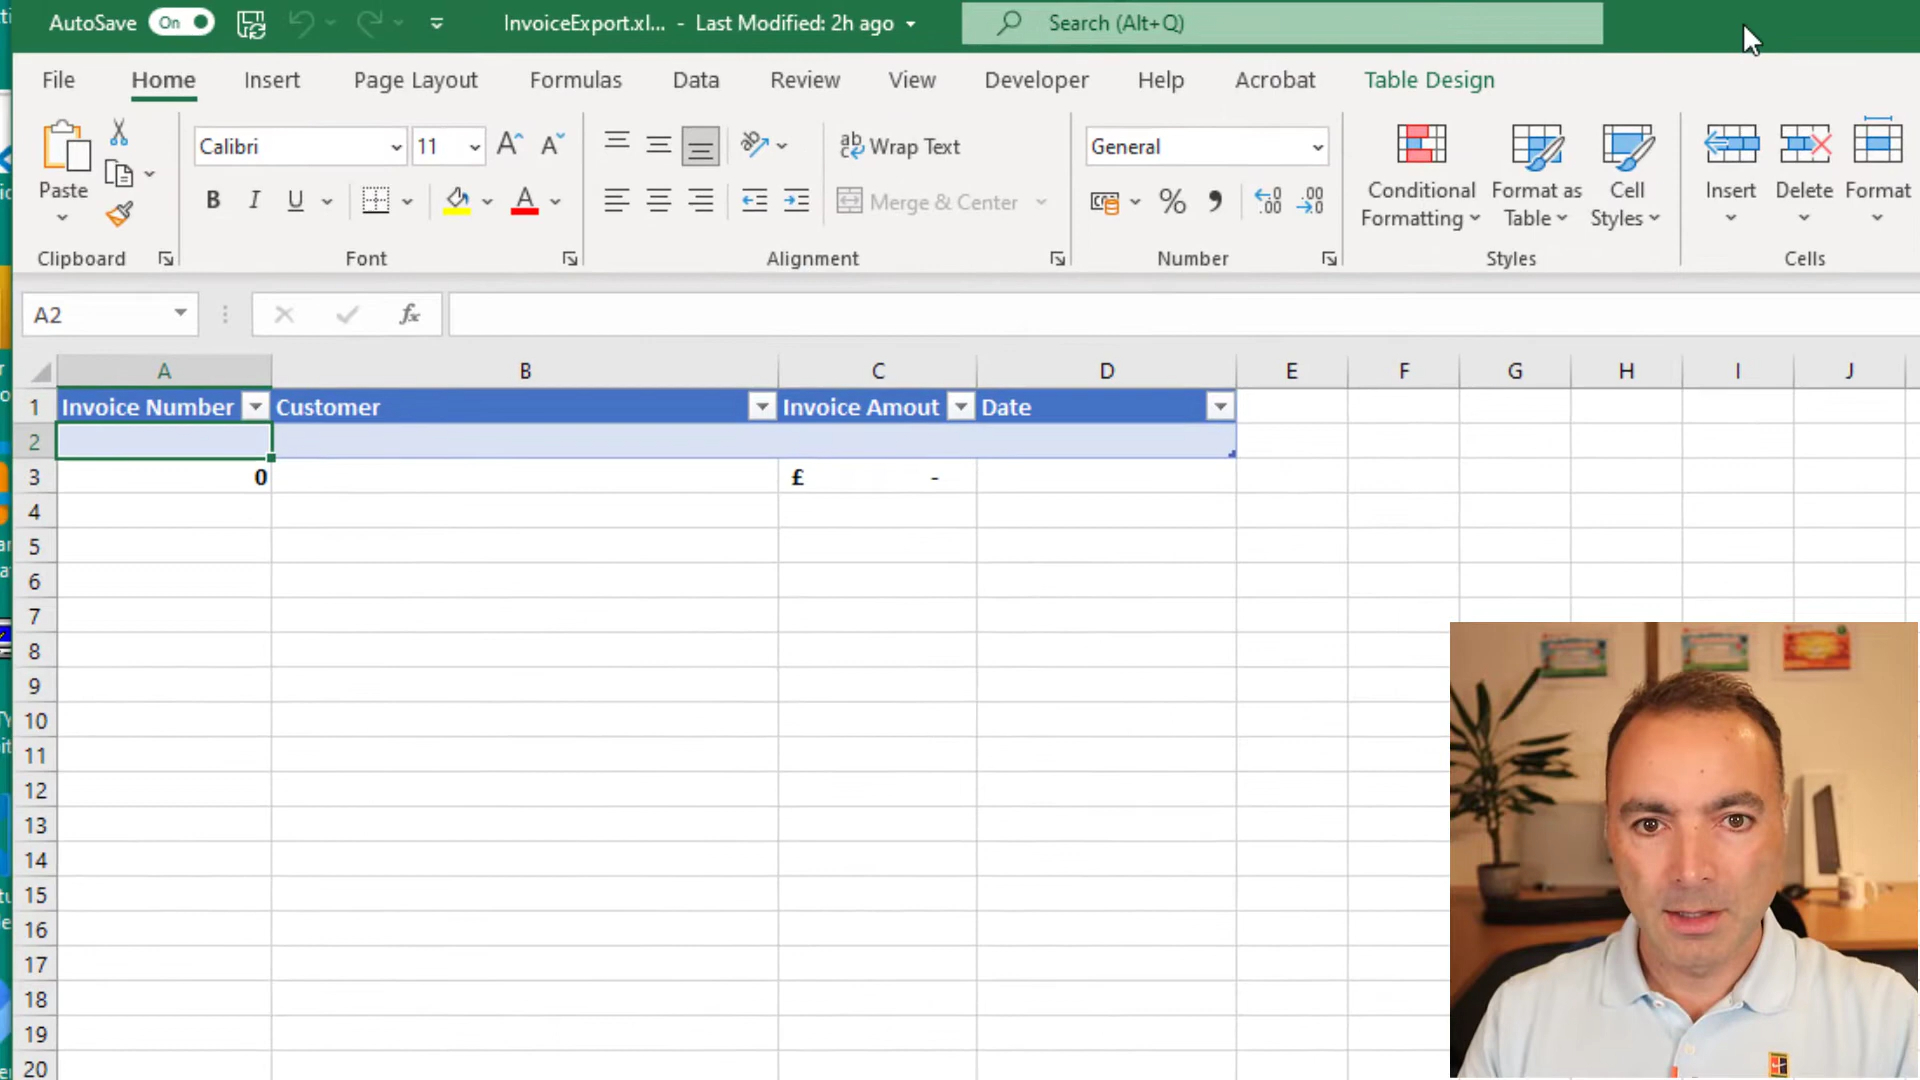 AutoSave On InvoiceExport.xl... - Last Modified: 2h ago Search (Alt+Q)
File Home Insert Page Layout Formulas Data Review View Developer Help Acrobat Table Design
Paste
Calibri 11
B I U A
ab Wrap Text
Merge & Center
General
% , .00 .00
Conditional Formatting
Format as Table
Cell Styles
Insert Delete Format
Clipboard Font Alignment Number Styles Cells
A2 fx
A B C D E F G H I J
1 Invoice Number Customer Invoice Amout Date
2
3 0 £ -
4
5
6
7
8
9
10
11
12
13
14
15
16
17
18
19
20